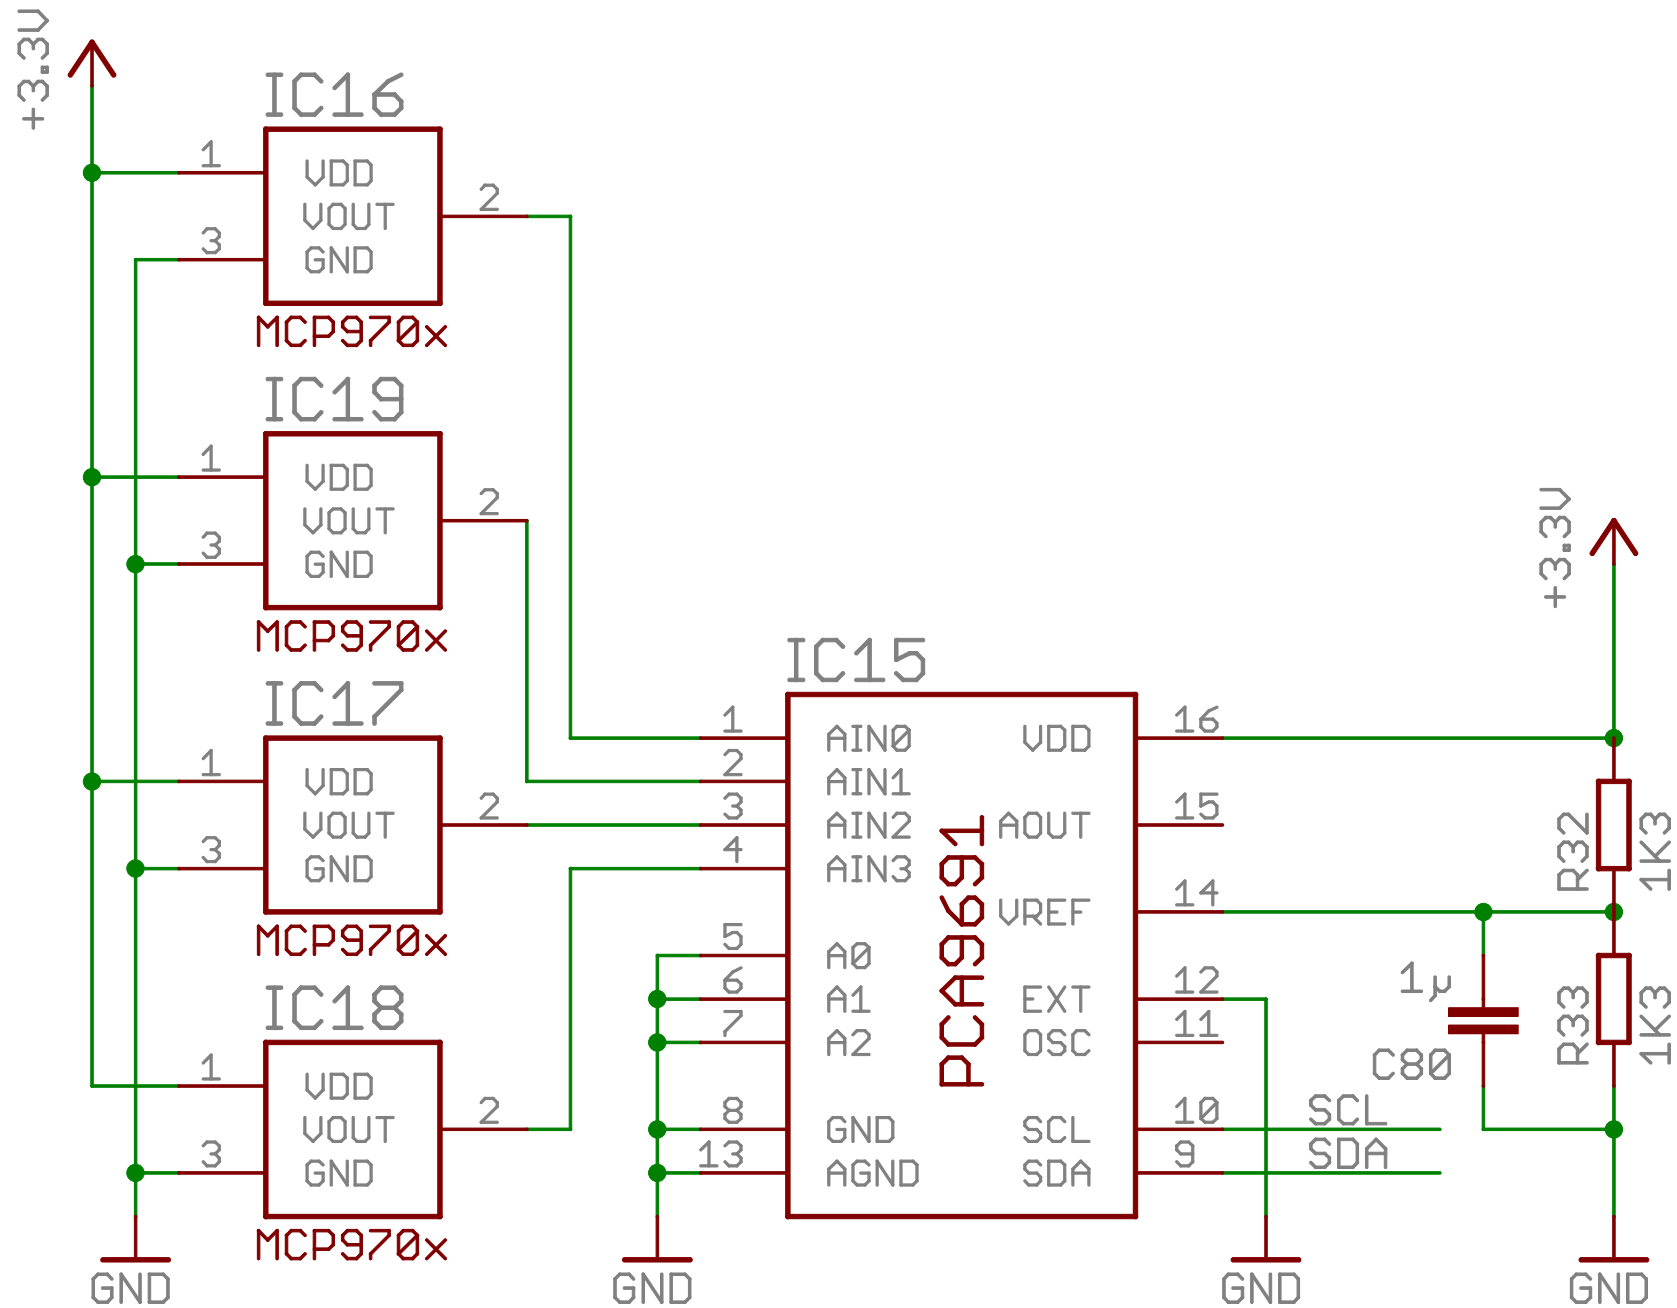 +3.3V
IC16
1
VDD
2
VOUT
3
GND
MCP970x
IC19
1
VDD
2
VOUT
3
GND
MCP970x
IC17
1
VDD
2
VOUT
3
GND
MCP970x
IC18
1
VDD
2
VOUT
3
GND
MCP970x
GND
IC15
PCA9691
1 AIN0
2 AIN1
3 AIN2
4 AIN3
5 A0
6 A1
7 A2
8 GND
13 AGND
VDD 16
AOUT 15
VREF 14
EXT 12
OSC 11
SCL 10 SCL
SDA 9 SDA
GND
GND
+3.3V
R32
1K3
1µ
C80
R33
1K3
GND